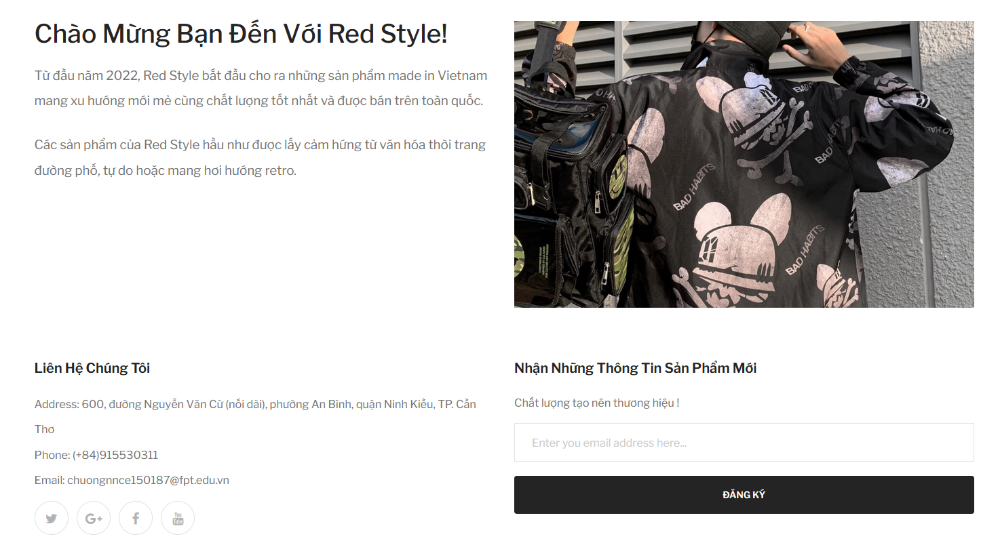 Chào Mừng Bạn Đến Với Red Style!
Từ đầu năm 2022, Red Style bắt đầu cho ra những sản phẩm made in Vietnam
mang xu hướng mới mẻ cùng chất lượng tốt nhất và được bán trên toàn quốc.
Các sản phẩm của Red Style hầu như được lấy cảm hứng từ văn hóa thời trang
đường phố, tự do hoặc mang hơi hướng retro.
BAD HABITS
BAD HABITS
BAD HABITS
Liên Hệ Chúng Tôi
Address: 600, đường Nguyễn Văn Cừ (nối dài), phường An Bình, quận Ninh Kiều, TP. Cần
Thơ
Phone: (+84)915530311
Email: chuongnnce150187@fpt.edu.vn
You
Tube
Nhận Những Thông Tin Sản Phẩm Mới
Chất lượng tạo nên thương hiệu !
Enter you email address here...
ĐĂNG KÝ